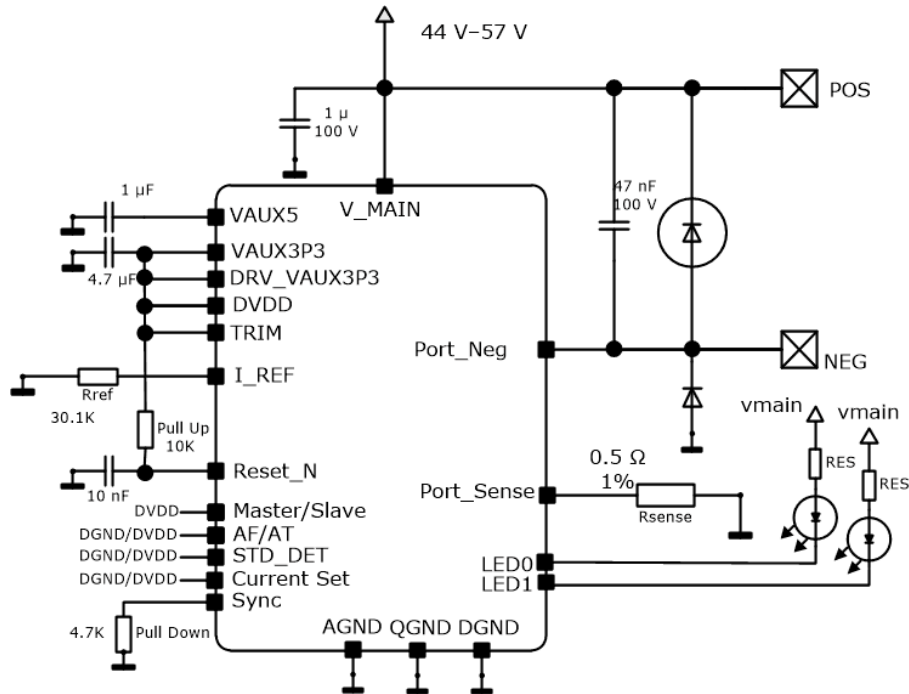 44 V–57 V
POS
1 µ
100 V
47 nF
100 V
V_MAIN
1 µF
VAUX5
VAUX3P3
4.7 µF
DRV_VAUX3P3
DVDD
TRIM
Port_Neg
NEG
I_REF
Rref
30.1K
vmain
vmain
Pull Up
10K
Reset_N
10 nF
0.5 Ω
1%
Port_Sense
Rsense
RES
RES
DVDD
Master/Slave
DGND/DVDD
AF/AT
DGND/DVDD
STD_DET
DGND/DVDD
Current Set
Sync
LED0
LED1
4.7K
Pull Down
AGND
QGND
DGND